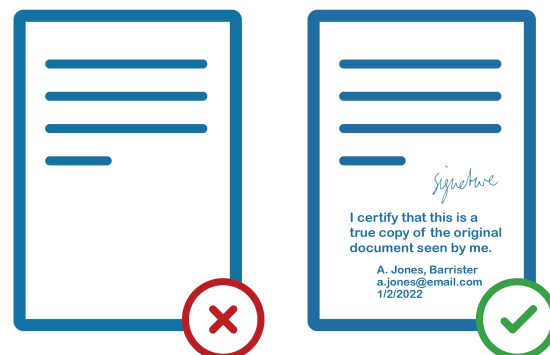 signature
I certify that this is a
true copy of the original
document seen by me.
A. Jones, Barrister
a.jones@email.com
1/2/2022